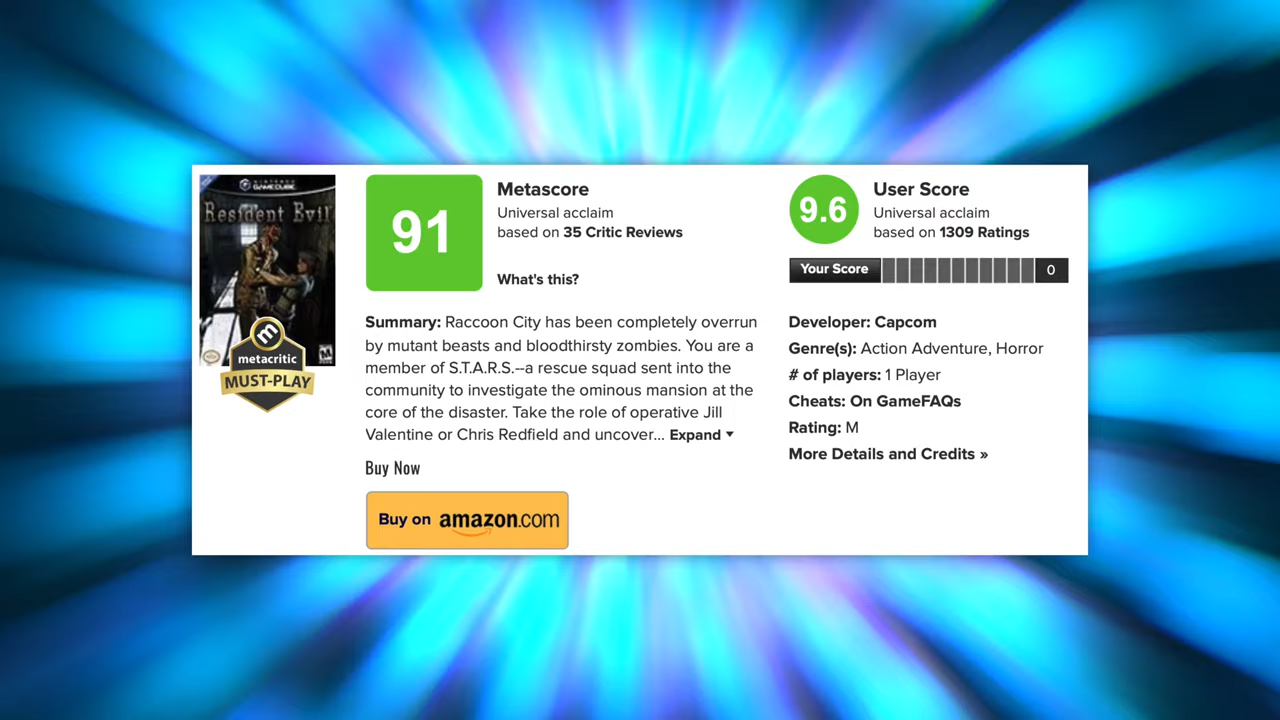 NINTENDO
GAMECUBE
Resident Evil
M
m
metacritic
MUST-PLAY
91
Metascore
Universal acclaim
based on 35 Critic Reviews
What's this?
Summary: Raccoon City has been completely overrun
by mutant beasts and bloodthirsty zombies. You are a
member of S.T.A.R.S.--a rescue squad sent into the
community to investigate the ominous mansion at the
core of the disaster. Take the role of operative Jill
Valentine or Chris Redfield and uncover... Expand
Buy Now
Buy on amazon.com
9.6
User Score
Universal acclaim
based on 1309 Ratings
Your Score 0
Developer: Capcom
Genre(s): Action Adventure, Horror
# of players: 1 Player
Cheats: On GameFAQs
Rating: M
More Details and Credits »